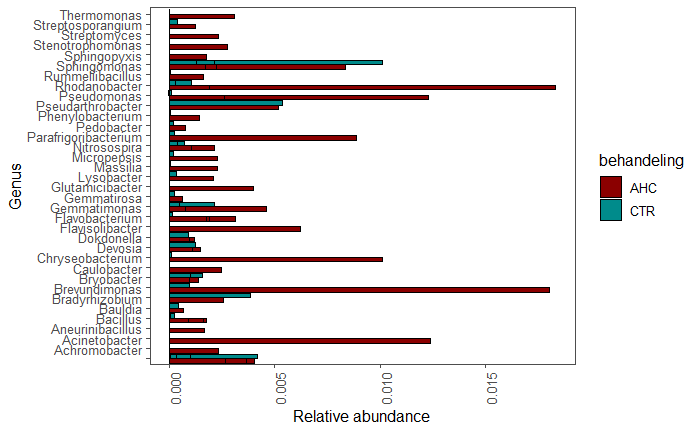 Thermomonas
Streptosporangium
Streptomyces
Stenotrophomonas
Sphingopyxis
Sphingomonas
Rummeliibacillus
Rhodanobacter
Pseudomonas
Pseudarthrobacter
Phenylobacterium
Pedobacter
Parafrigoribacterium
Nitrosospira
Micropepsis
Massilia
Lysobacter
Glutamicibacter
Gemmatirosa
Gemmatimonas
Flavobacterium
Flavisolibacter
Dokdonella
Devosia
Chryseobacterium
Caulobacter
Bryobacter
Brevundimonas
Bradyrhizobium
Bauldia
Bacillus
Aneurinibacillus
Acinetobacter
Achromobacter
Genus
0.000
0.005
0.010
0.015
Relative abundance
behandeling
AHC
CTR